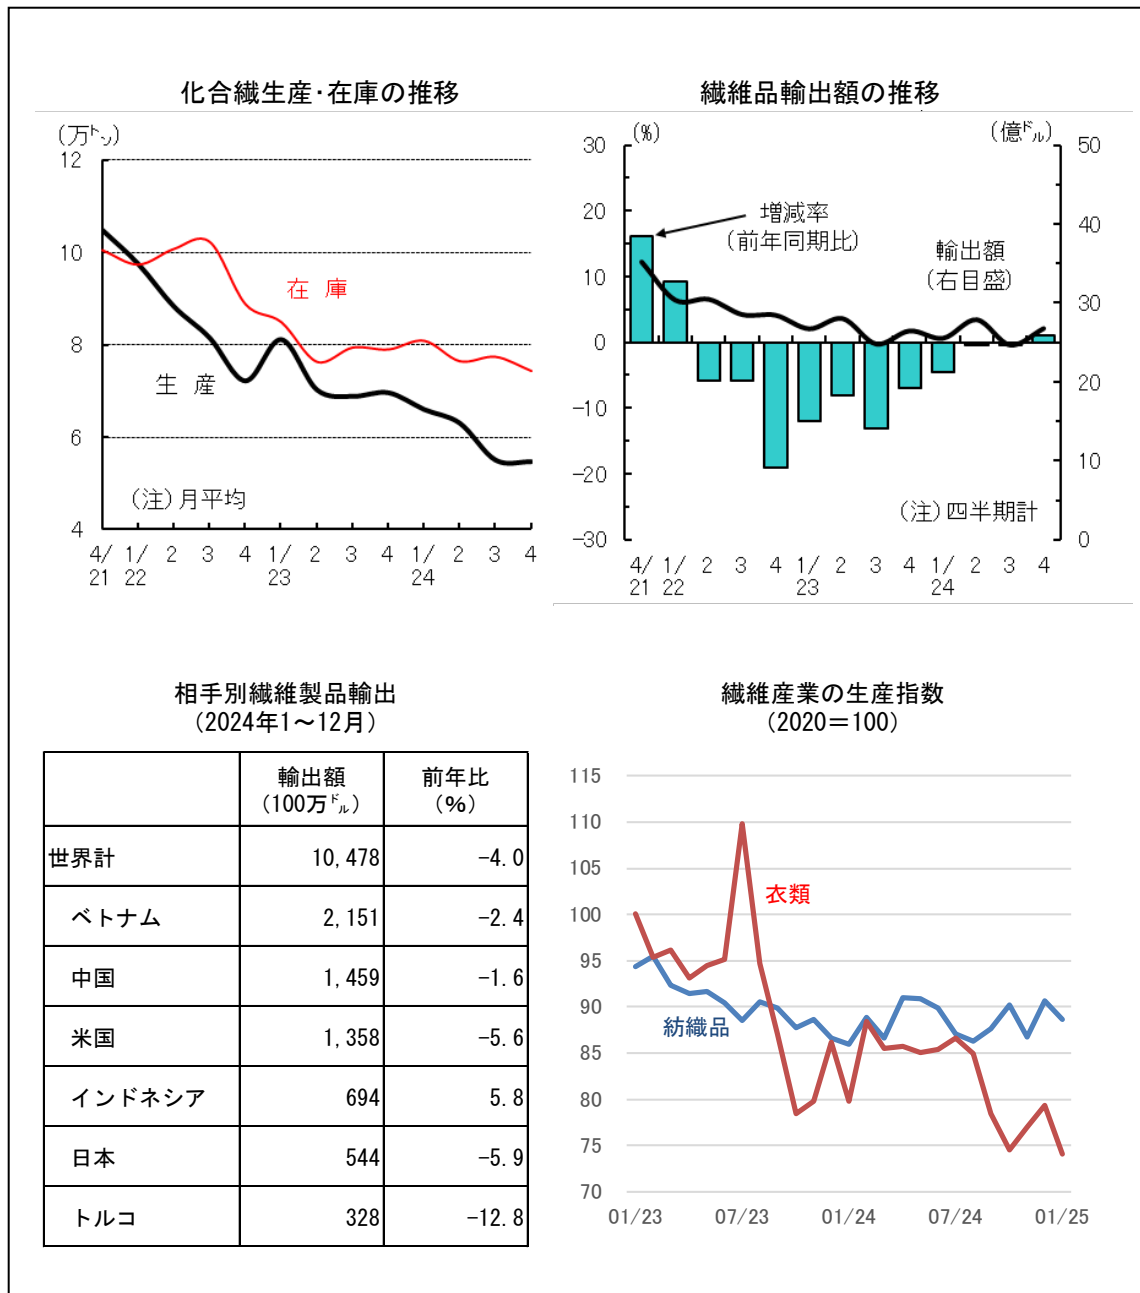 化合繊生産・在庫の推移
(万㌧)
12
10
8
6
4
在 庫
生 産
(注)月平均
4/ 1/ 2 3 4 1/ 2 3 4 1/ 2 3 4
21 22 23 24
繊維品輸出額の推移
(%)
(億㌦)
30
20
10
0
-10
-20
-30
50
40
30
20
10
0
増減率
(前年同期比)
輸出額
(右目盛)
(注)四半期計
4/ 1/ 2 3 4 1/ 2 3 4 1/ 2 3 4
21 22 23 24
相手別繊維製品輸出
(2024年1～12月)
輸出額 前年比
(100万㌦) (%)
世界計 10,478 -4.0
ベトナム 2,151 -2.4
中国 1,459 -1.6
米国 1,358 -5.6
インドネシア 694 5.8
日本 544 -5.9
トルコ 328 -12.8
繊維産業の生産指数
(2020＝100)
115
110
105
100
95
90
85
80
75
70
衣類
紡織品
01/23 07/23 01/24 07/24 01/25